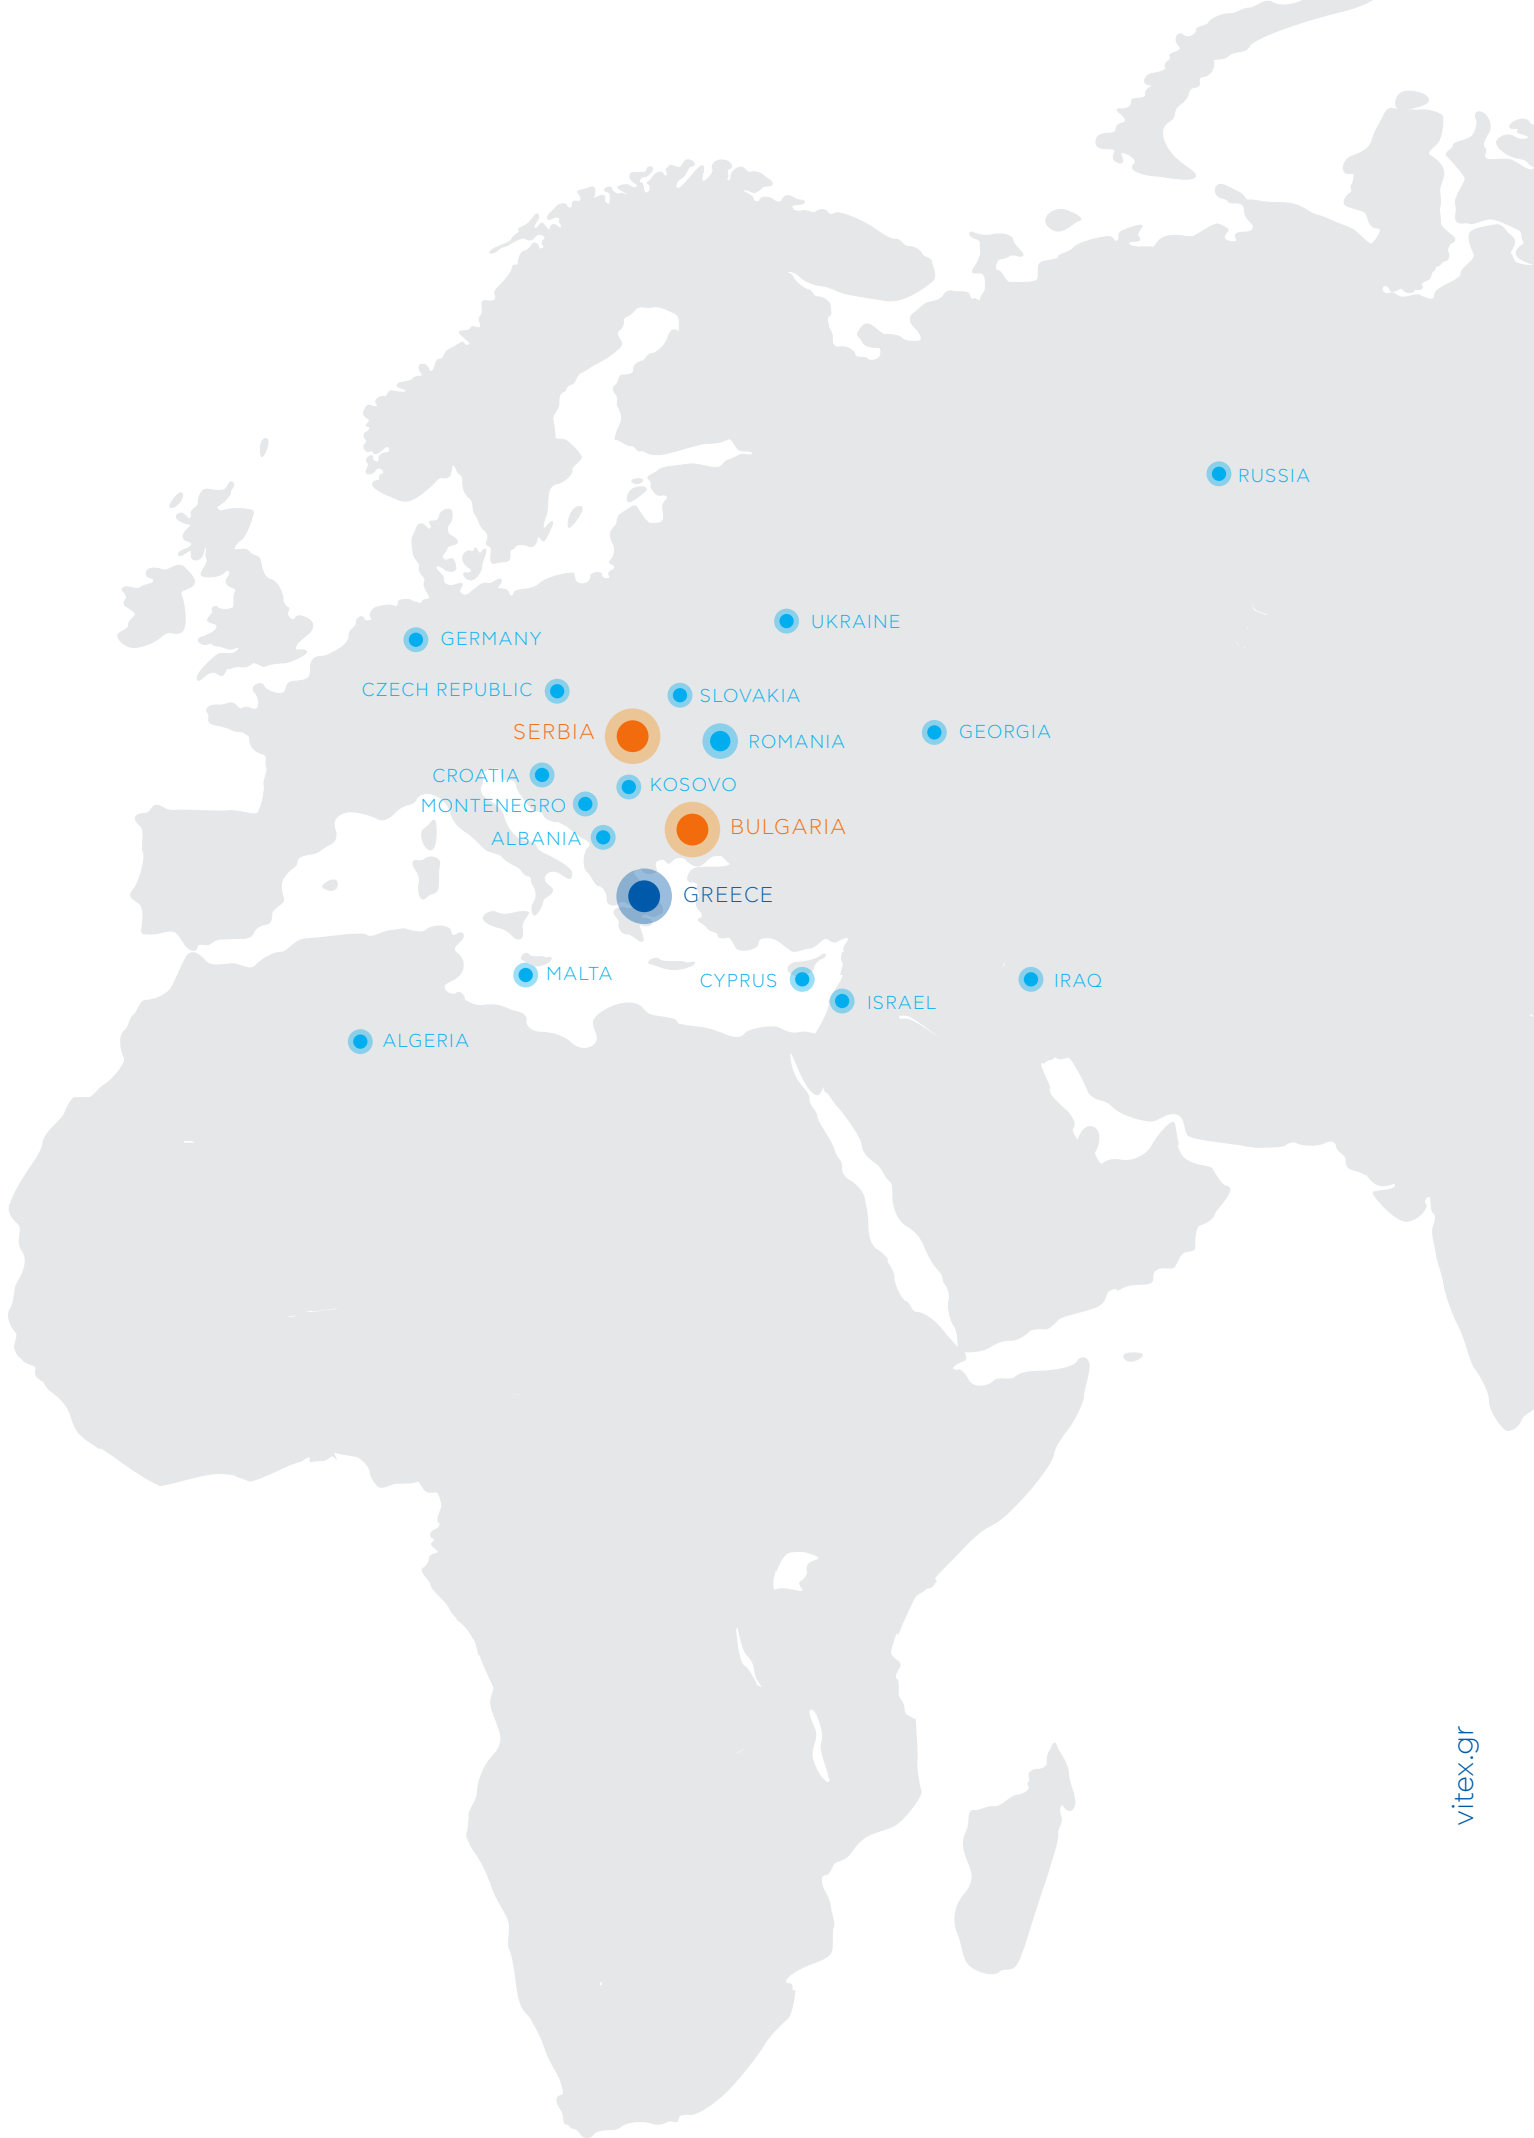 RUSSIA
UKRAINE
GERMANY
CZECH REPUBLIC
SLOVAKIA
SERBIA
ROMANIA
GEORGIA
CROATIA
KOSOVO
MONTENEGRO
BULGARIA
ALBANIA
GREECE
MALTA
CYPRUS
IRAQ
ISRAEL
ALGERIA
vitex.gr